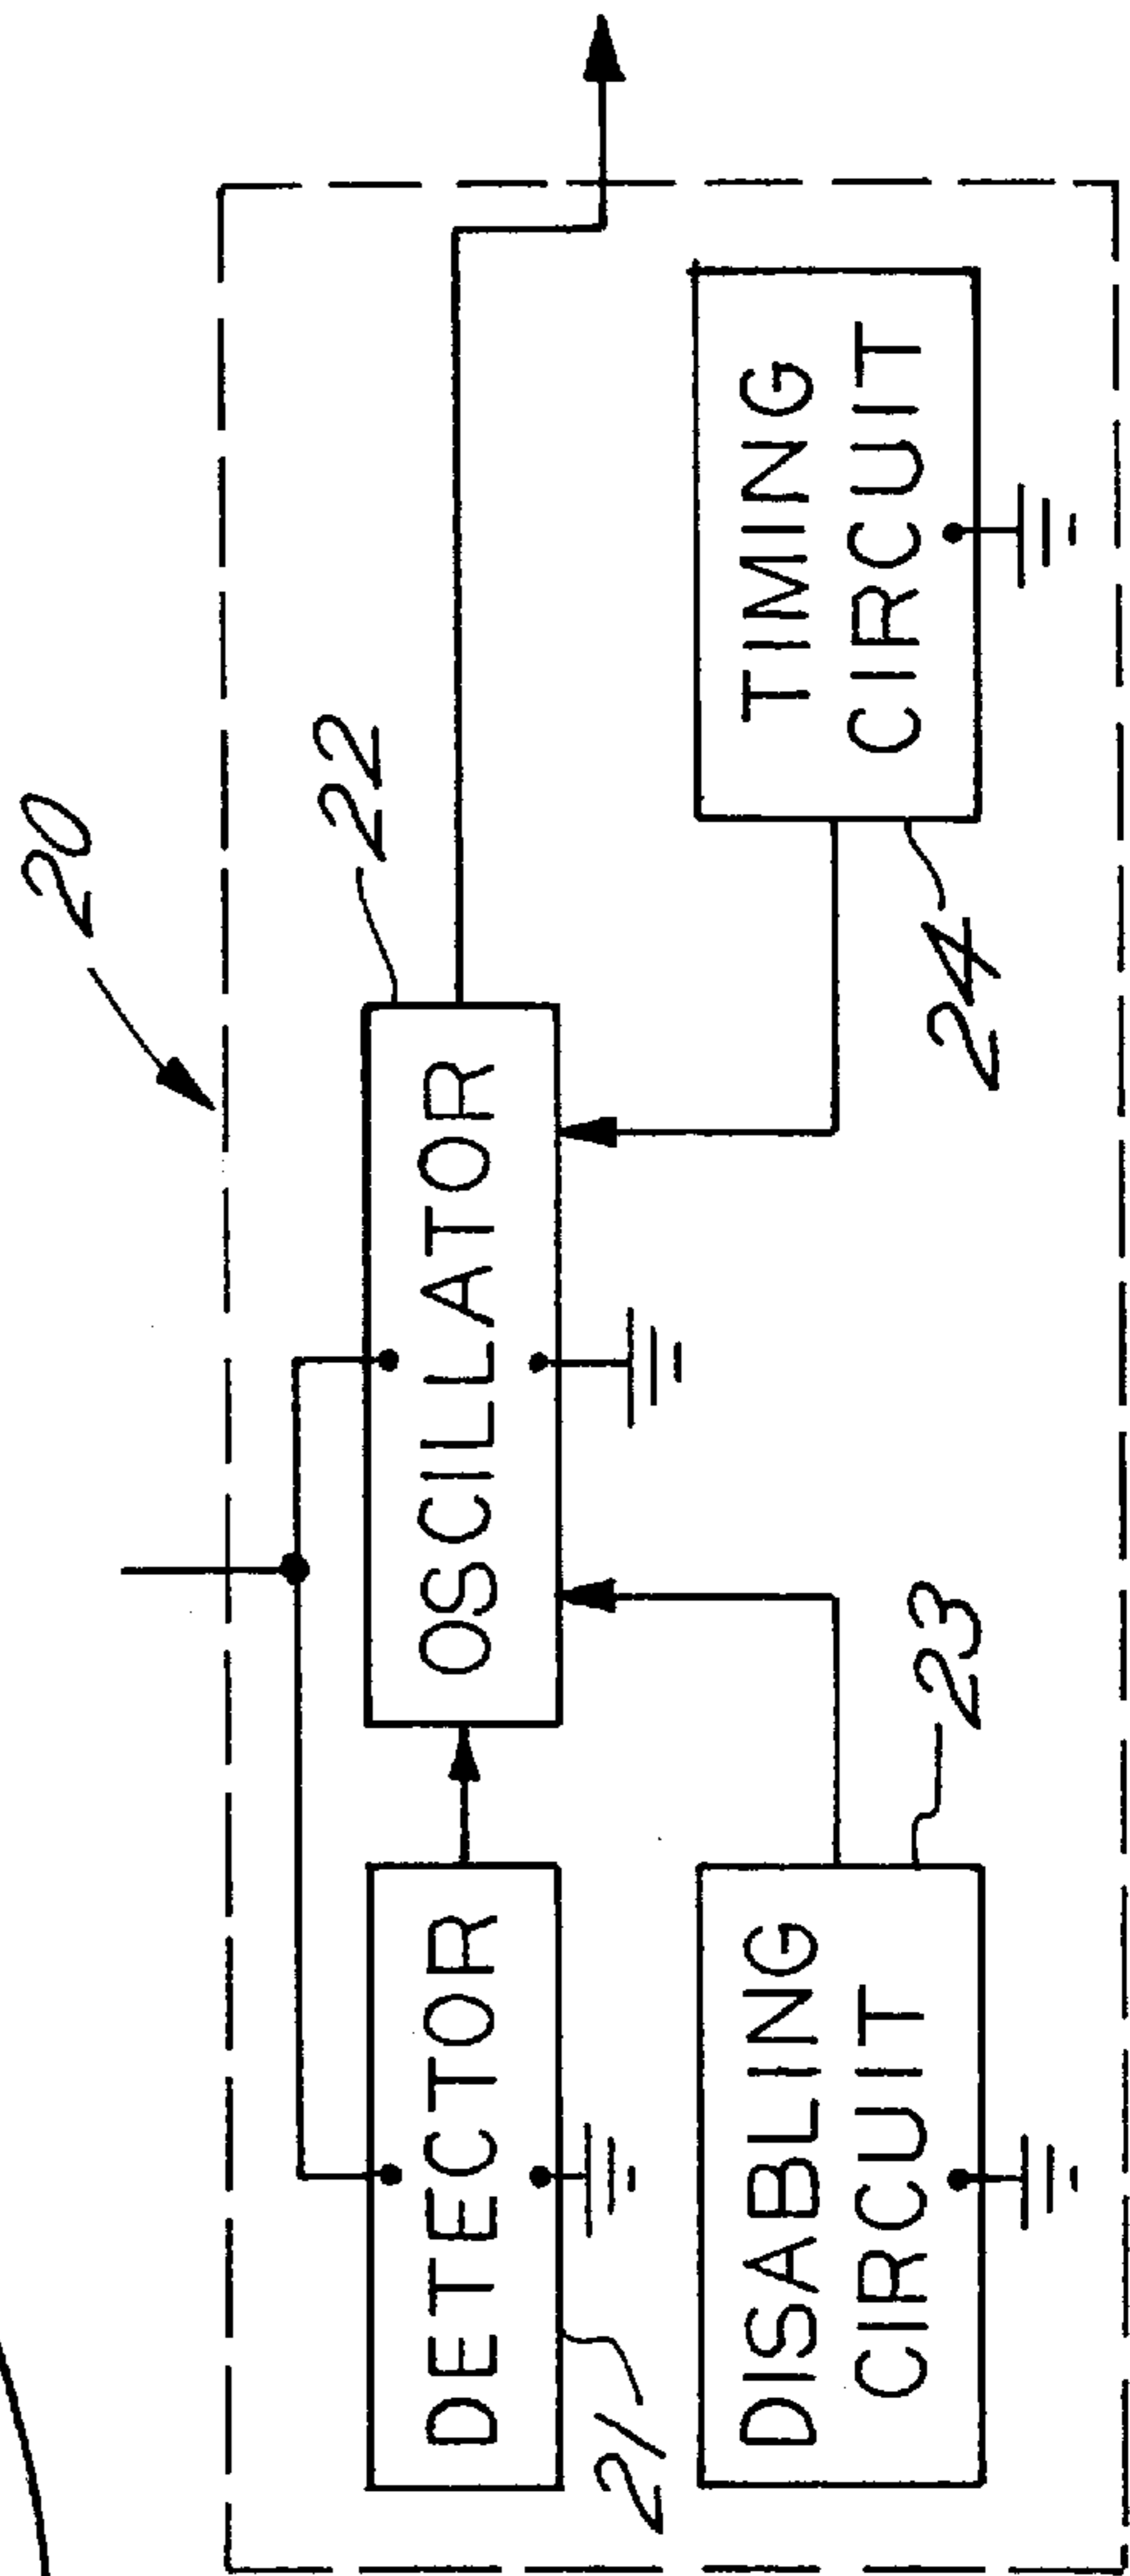 20
22
DETECTOR
OSCILLATOR
21
DISABLING
CIRCUIT
23
TIMING
CIRCUIT
24